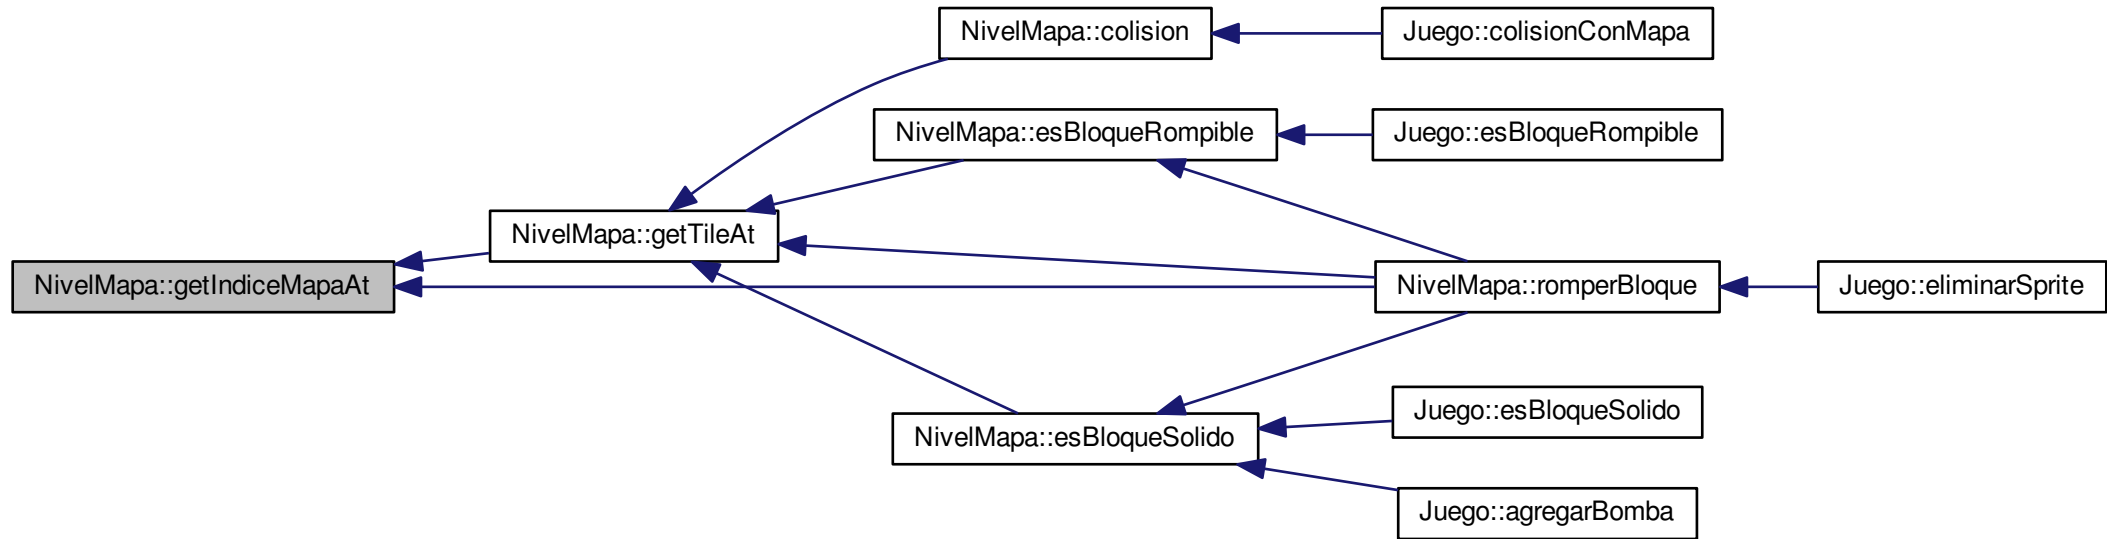 NivelMapa::colision
Juego::colisionConMapa
NivelMapa::esBloqueRompible
Juego::esBloqueRompible
NivelMapa::getTileAt
NivelMapa::getIndiceMapaAt
NivelMapa::romperBloque
Juego::eliminarSprite
Juego::esBloqueSolido
NivelMapa::esBloqueSolido
Juego::agregarBomba